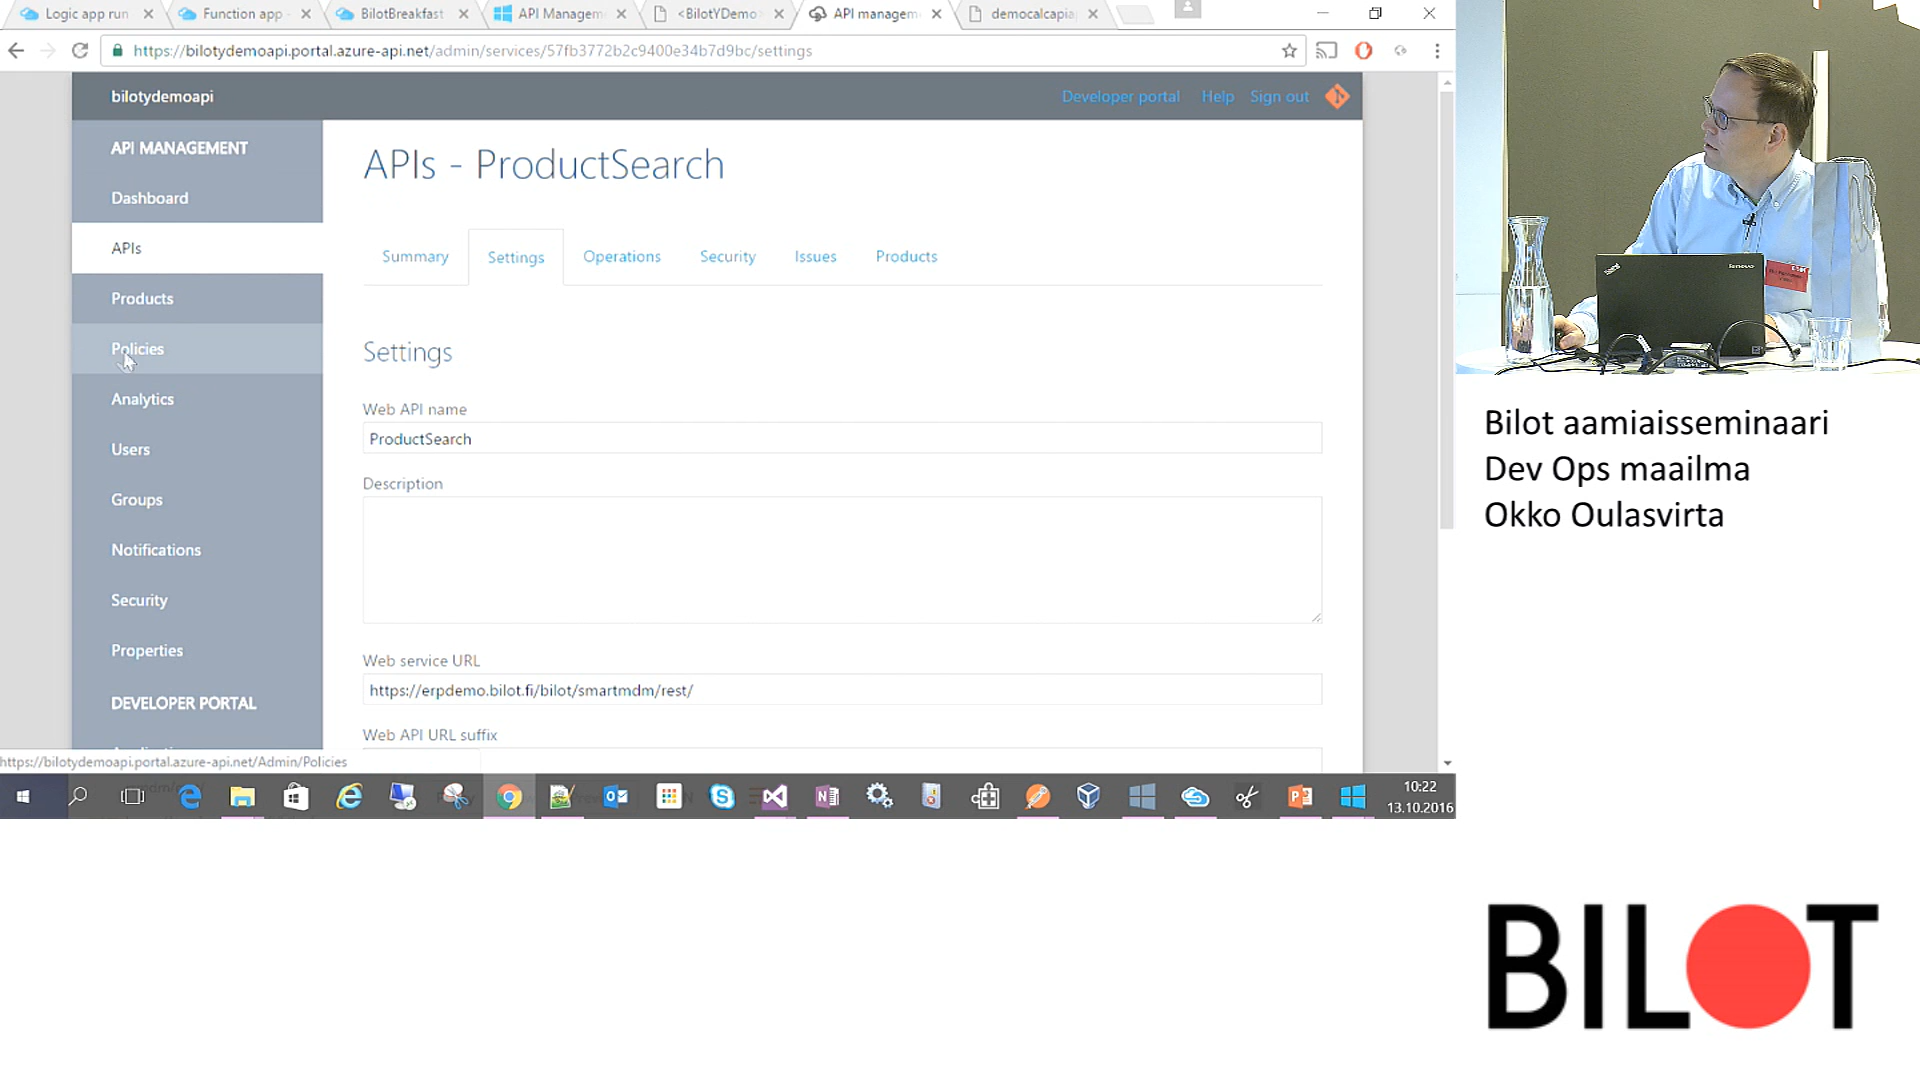 Logic app run
Function app -
BilotBreakfast
API Managem
<BilotYDemo>
API managem
democalcapia
https://bilotydemoapi.portal.azure-api.net/admin/services/57fb3772b2c9400e34b7d9bc/settings
bilotydemoapi
Developer portal
Help
Sign out
API MANAGEMENT
Dashboard
APIs
Products
Policies
Analytics
Users
Groups
Notifications
Security
Properties
DEVELOPER PORTAL
APIs - ProductSearch
Summary
Settings
Operations
Security
Issues
Products
Settings
Web API name
ProductSearch
Description
Web service URL
https://erpdemo.bilot.fi/bilot/smartmdm/rest/
Web API URL suffix
https://bilotydemoapi.portal.azure-api.net/Admin/Policies
10:22
13.10.2016
Bilot aamiaisseminaari
Dev Ops maailma
Okko Oulasvirta
BILOT